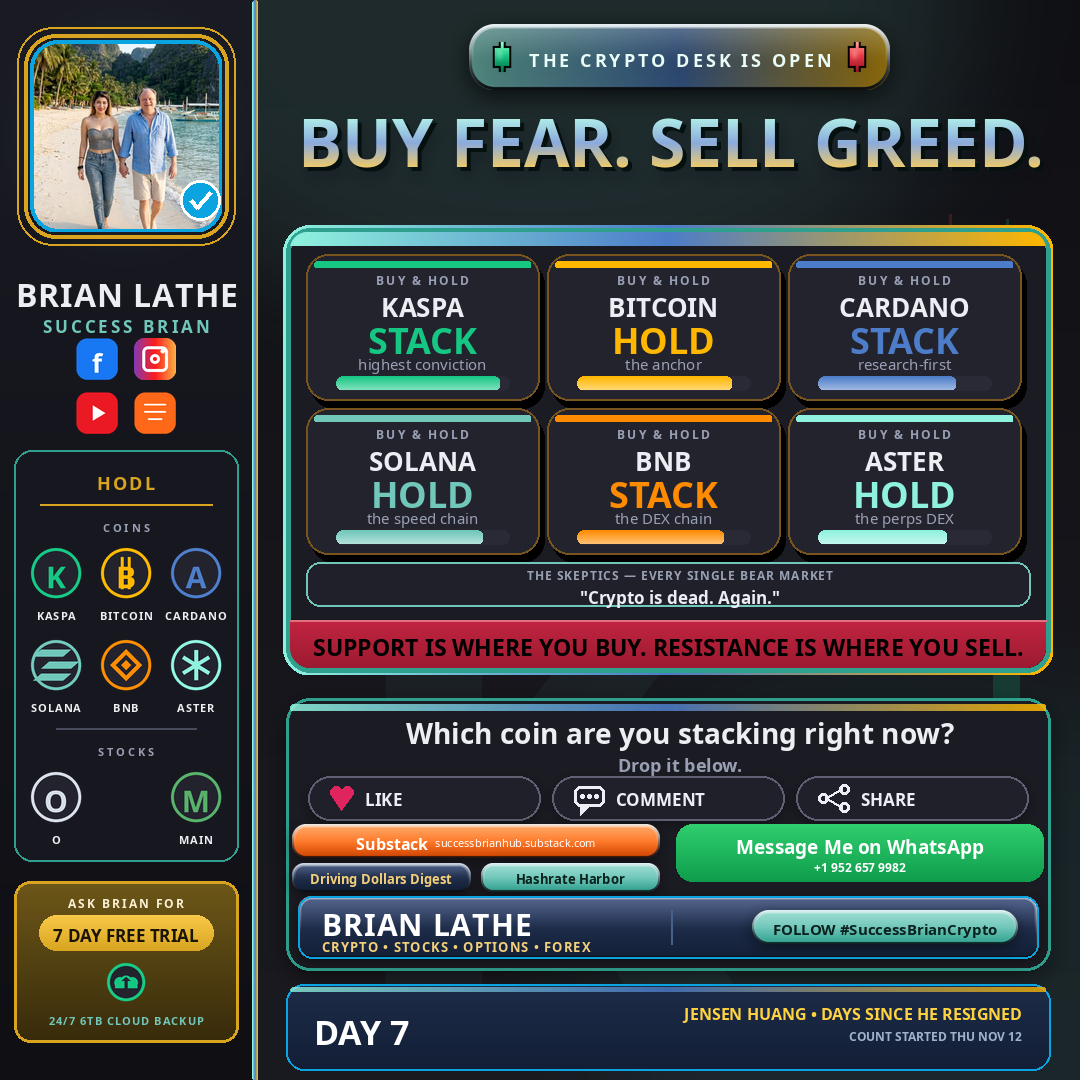 BRIAN LATHE
SUCCESS BRIAN
f
HODL
COINS
K
B
A
KASPA
BITCOIN
CARDANO
SOLANA
BNB
ASTER
STOCKS
O
M
O
MAIN
ASK BRIAN FOR
7 DAY FREE TRIAL
24/7 6TB CLOUD BACKUP
THE CRYPTO DESK IS OPEN
BUY FEAR. SELL GREED.
BUY & HOLD
KASPA
STACK
highest conviction
BUY & HOLD
BITCOIN
HOLD
the anchor
BUY & HOLD
CARDANO
STACK
research-first
BUY & HOLD
SOLANA
HOLD
the speed chain
BUY & HOLD
BNB
STACK
the DEX chain
BUY & HOLD
ASTER
HOLD
the perps DEX
THE SKEPTICS — EVERY SINGLE BEAR MARKET
"Crypto is dead. Again."
SUPPORT IS WHERE YOU BUY. RESISTANCE IS WHERE YOU SELL.
Which coin are you stacking right now?
Drop it below.
LIKE
COMMENT
SHARE
Substack successbrianhub.substack.com
Driving Dollars Digest
Hashrate Harbor
Message Me on WhatsApp
+1 952 657 9982
BRIAN LATHE
CRYPTO • STOCKS • OPTIONS • FOREX
FOLLOW #SuccessBrianCrypto
DAY 7
JENSEN HUANG • DAYS SINCE HE RESIGNED
COUNT STARTED THU NOV 12